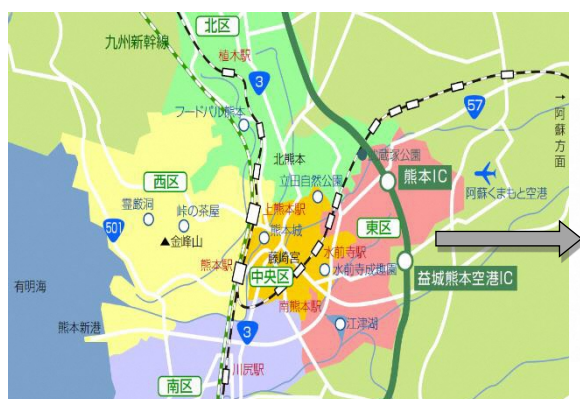 北区
九州新幹線
植木駅
3
57
→阿蘇方面
フードパル熊本
北熊本
武蔵塚公園
熊本IC
阿蘇くまもと空港
西区
立田自然公園
霊巌洞
峠の茶屋
上熊本駅
東区
501
▲金峰山
熊本城
藤崎宮
水前寺駅
熊本駅
中央区
水前寺成趣園
益城熊本空港IC
有明海
南熊本駅
熊本新港
3
江津湖
川尻駅
南区